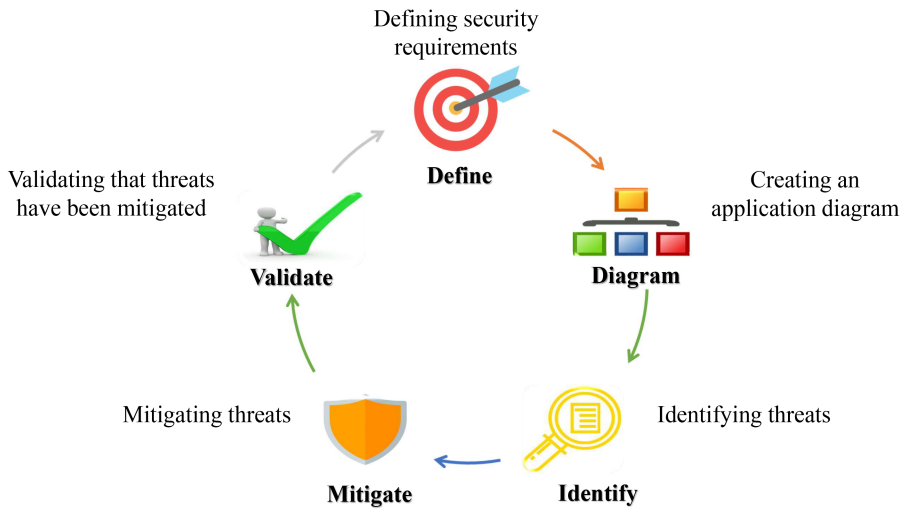 Defining security
requirements
Define
Creating an
application diagram
Diagram
Identifying threats
Identify
Mitigating threats
Mitigate
Validating that threats
have been mitigated
Validate